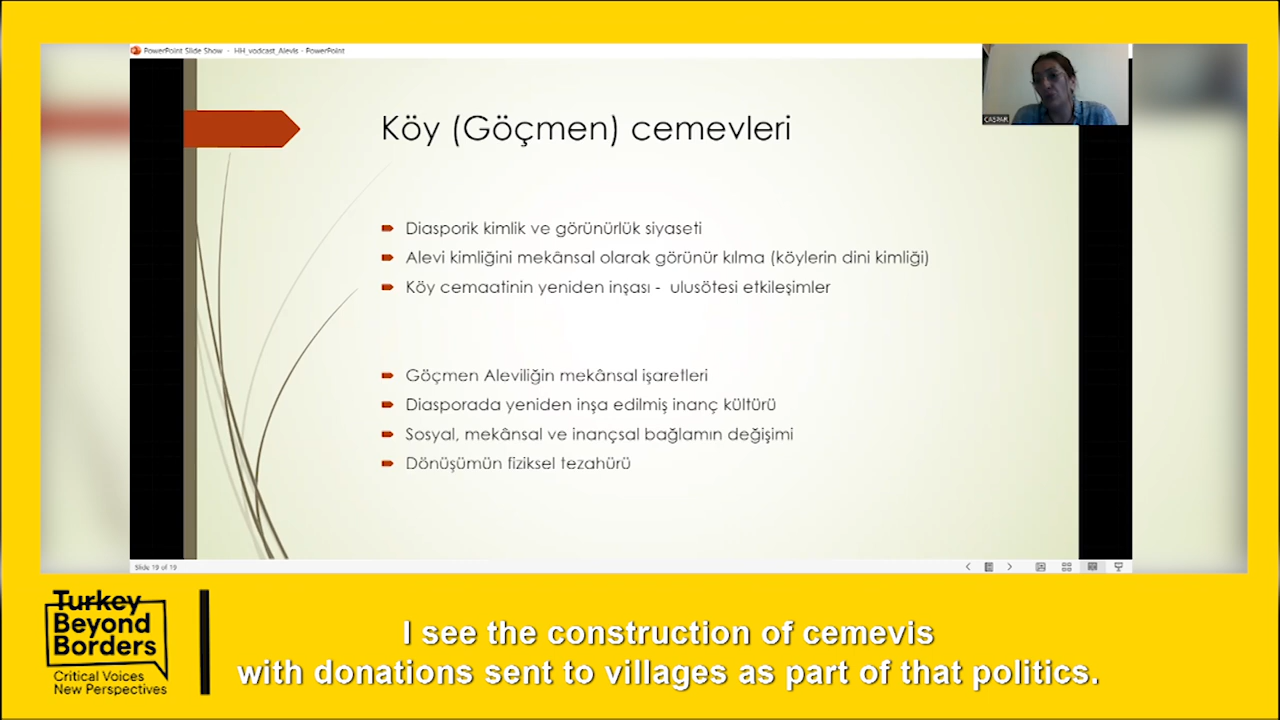 PowerPoint Slide Show - HH_vodcast_Alevis - PowerPoint
CASPAR
Köy (Göçmen) cemevleri
Diasporik kimlik ve görünürlük siyaseti
Alevi kimliğini mekânsal olarak görünür kılma (köylerin dini kimliği)
Köy cemaatinin yeniden inşası - ulusötesi etkileşimler
Göçmen Aleviliğin mekânsal işaretleri
Diasporada yeniden inşa edilmiş inanç kültürü
Sosyal, mekânsal ve inançsal bağlamın değişimi
Dönüşümün fiziksel tezahürü
Slide 19 of 19
Turkey
Beyond
Borders
Critical Voices
New Perspectives
I see the construction of cemevis
with donations sent to villages as part of that politics.